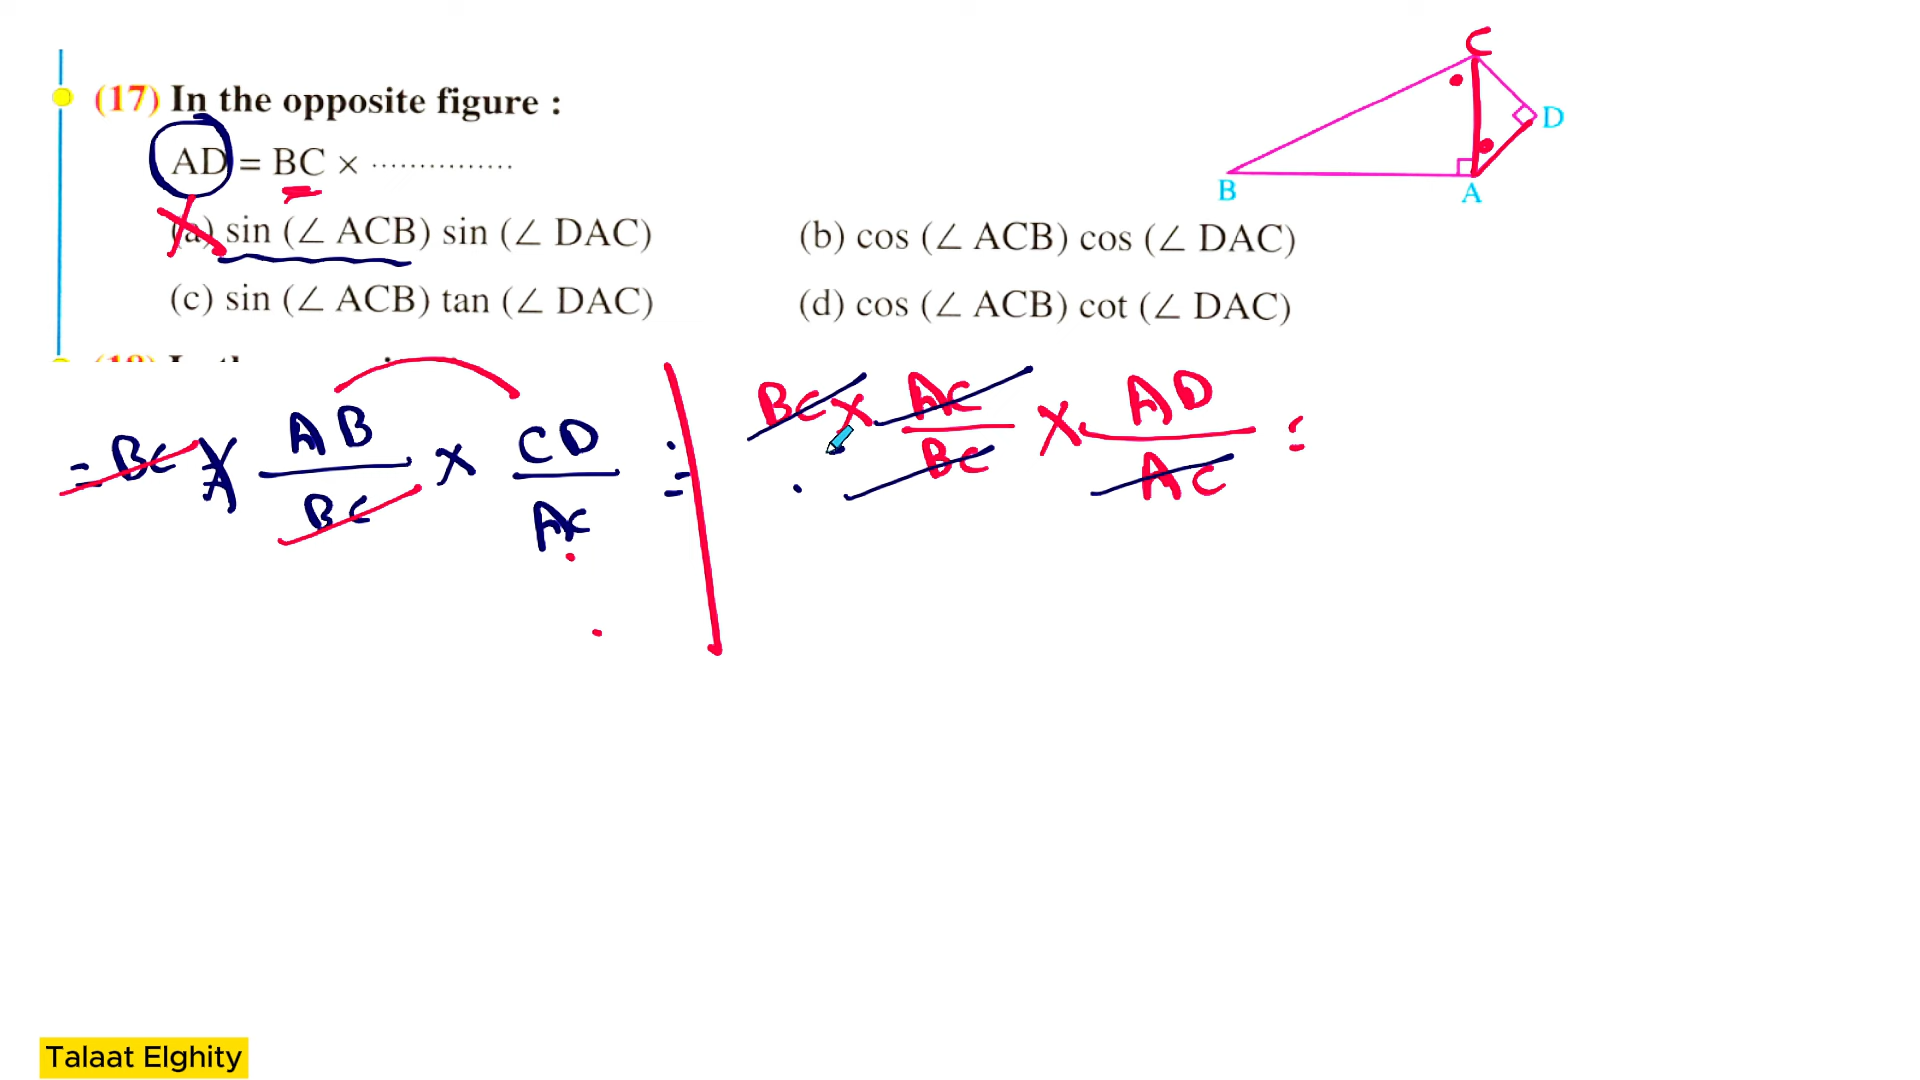 (17) In the opposite figure :
AD = BC × ...............
(a) sin (∠ ACB) sin (∠ DAC)
(b) cos (∠ ACB) cos (∠ DAC)
(c) sin (∠ ACB) tan (∠ DAC)
(d) cos (∠ ACB) cot (∠ DAC)
C
D
B
A
= BC × AB/BC × CD/AC =
BC × AC/BC × AD/AC =
Talaat Elghity